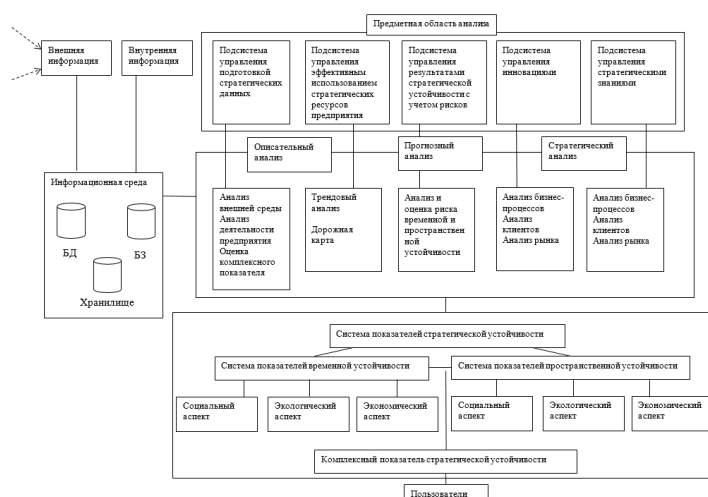 Предметная область анализа
Внешняя
информация
Внутренняя
информация
Подсистема
управления
подготовкой
стратегических
данных
Подсистема
управления
эффективным
использованием
стратегических
ресурсов
предприятия
Подсистема
управления
результатами
стратегической
устойчивости с
учетом рисков
Подсистема
управления
инновациями
Подсистема
управления
стратегическими
знаниями
Описательный
анализ
Прогнозный
анализ
Стратегический
анализ
Информационная среда
БД
БЗ
Хранилище
Анализ
внешней среды
Анализ
деятельности
предприятия
Оценка
комплексного
показателя
Трендовый
анализ
Дорожная
карта
Анализ и
оценка риска
временной и
пространствен
ной
устойчивости
Анализ бизнес-
процессов
Анализ
клиентов
Анализ рынка
Анализ бизнес-
процессов
Анализ
клиентов
Анализ рынка
Система показателей стратегической устойчивости
Система показателей временной устойчивости
Система показателей пространственной устойчивости
Социальный
аспект
Экологический
аспект
Экономический
аспект
Социальный
аспект
Экологический
аспект
Экономический
аспект
Комплексный показатель стратегической устойчивости
Пользователи